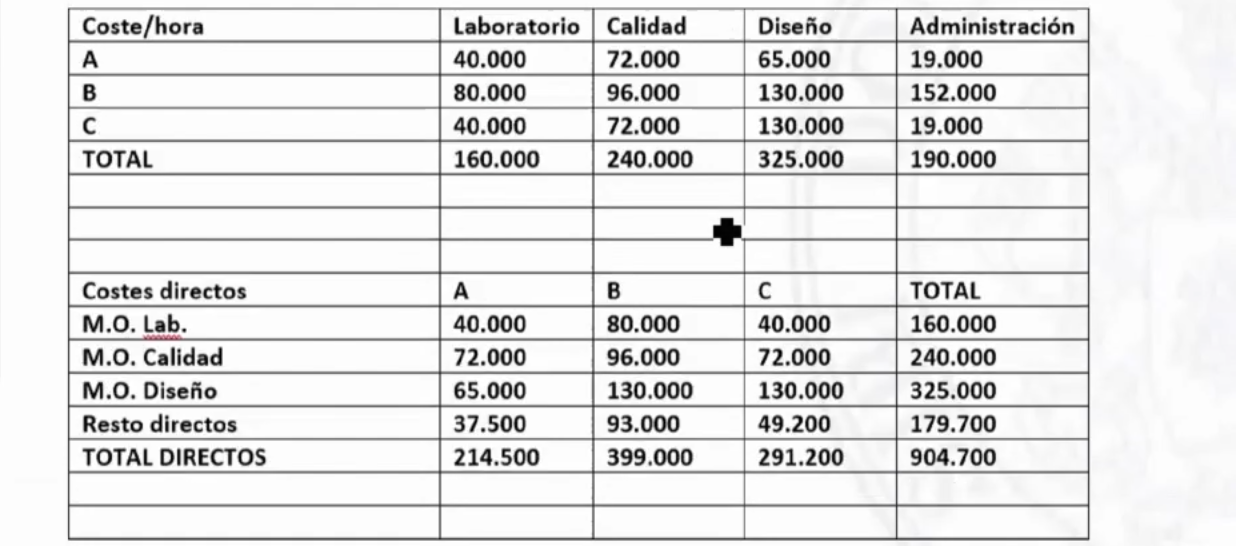 Coste/hora Laboratorio Calidad Diseño Administración
A 40.000 72.000 65.000 19.000
B 80.000 96.000 130.000 152.000
C 40.000 72.000 130.000 19.000
TOTAL 160.000 240.000 325.000 190.000
Costes directos A B C TOTAL
M.O. Lab. 40.000 80.000 40.000 160.000
M.O. Calidad 72.000 96.000 72.000 240.000
M.O. Diseño 65.000 130.000 130.000 325.000
Resto directos 37.500 93.000 49.200 179.700
TOTAL DIRECTOS 214.500 399.000 291.200 904.700